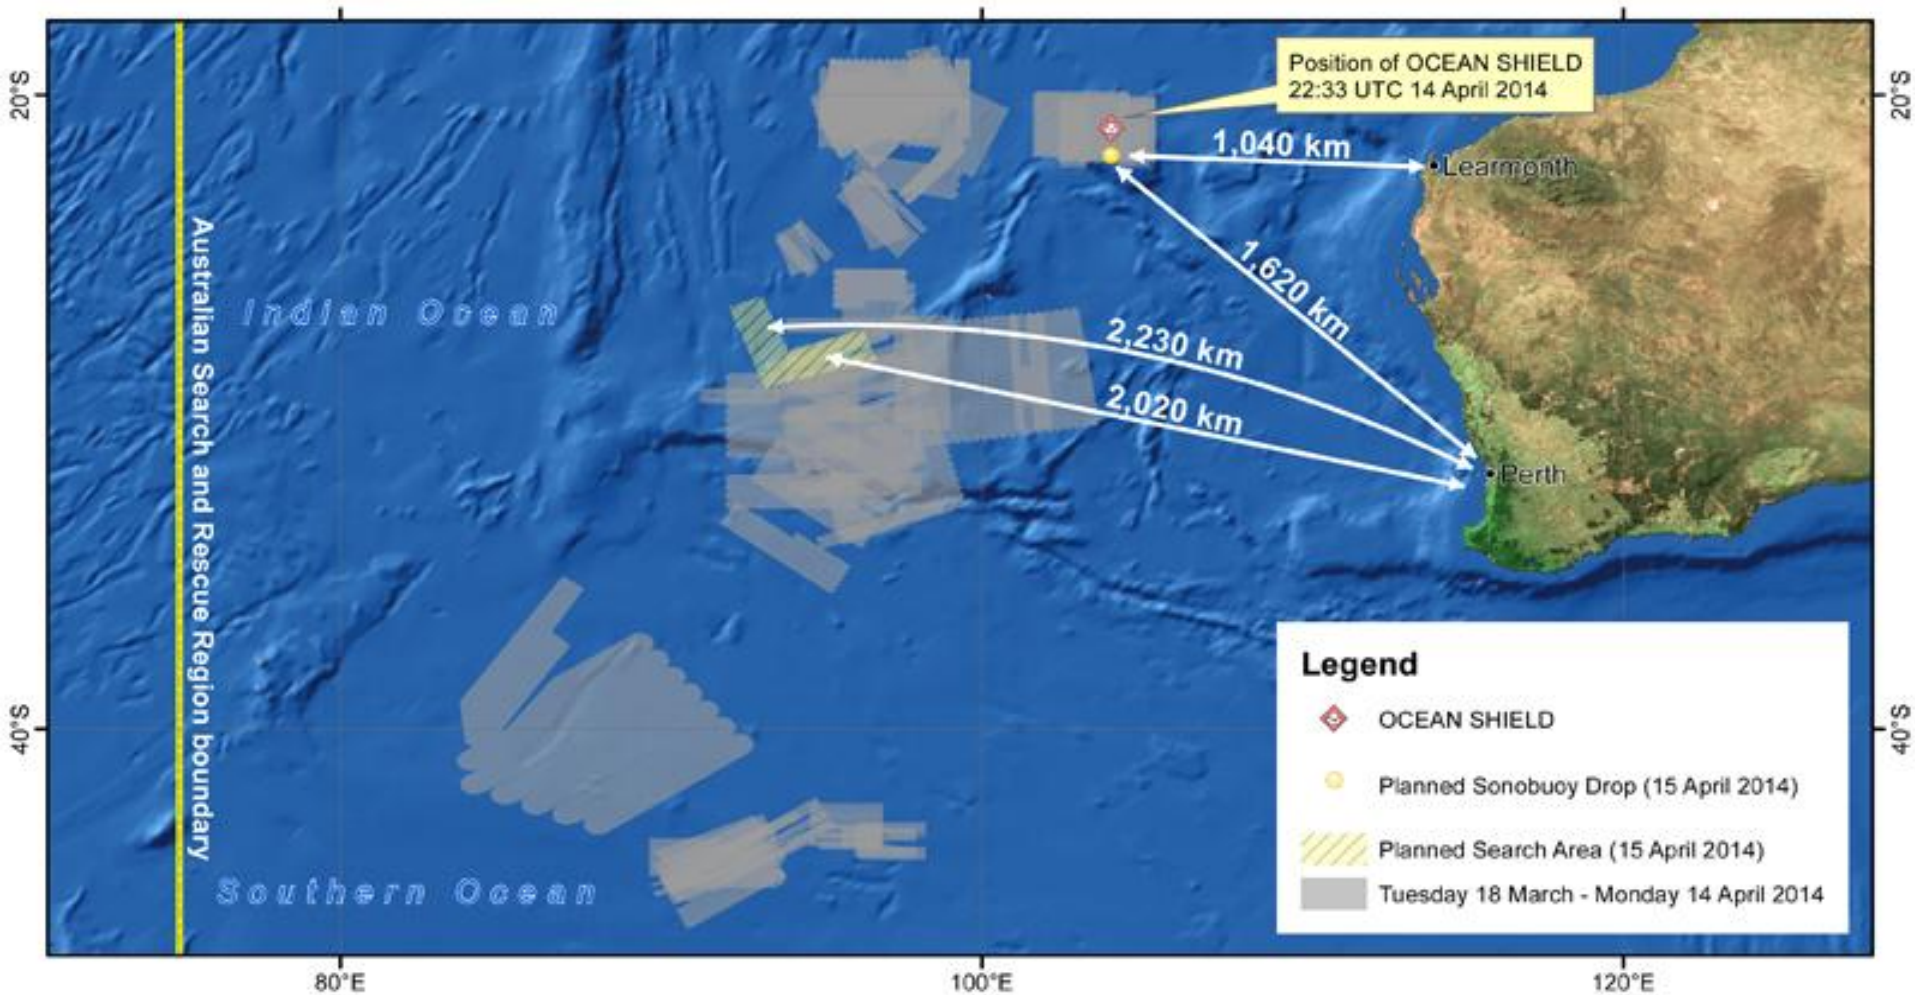 Position of OCEAN SHIELD
22:33 UTC 14 April 2014
20°S
20°S
1,040 km
Learmonth
Australian Search and Rescue Region boundary
Indian Ocean
1,620 km
2,230 km
2,020 km
Perth
Legend
OCEAN SHIELD
40°S
40°S
Planned Sonobuoy Drop (15 April 2014)
Planned Search Area (15 April 2014)
Southern Ocean
Tuesday 18 March - Monday 14 April 2014
80°E
100°E
120°E